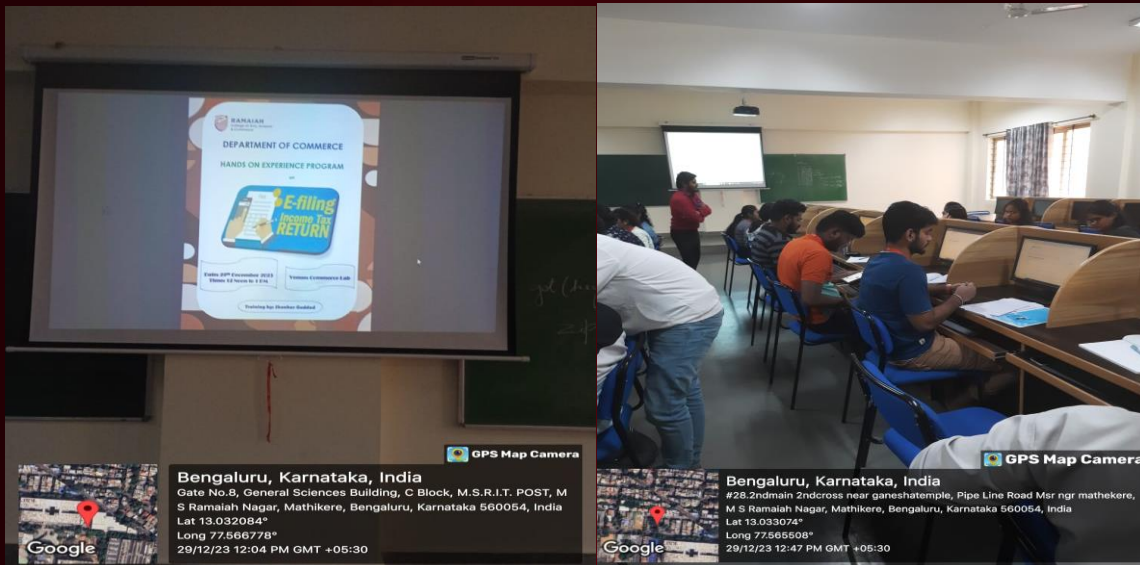 RAMAIAH
DEPARTMENT OF COMMERCE
HANDS ON EXPERIENCE PROGRAM
E-filing
Income Tax
RETURN
GPS Map Camera
Bengaluru, Karnataka, India
Gate No.8, General Sciences Building, C Block, M.S.R.I.T. POST, M
S Ramaiah Nagar, Mathikere, Bengaluru, Karnataka 560054, India
Lat 13.032084°
Long 77.566778°
29/12/23 12:04 PM GMT +05:30
Google
GPS Map Camera
Bengaluru, Karnataka, India
#28.2ndmain 2ndcross near ganeshatemple, Pipe Line Road Msr ngr mathekere,
M S Ramaiah Nagar, Mathikere, Bengaluru, Karnataka 560054, India
Lat 13.033074°
Long 77.565508°
29/12/23 12:47 PM GMT +05:30
Google